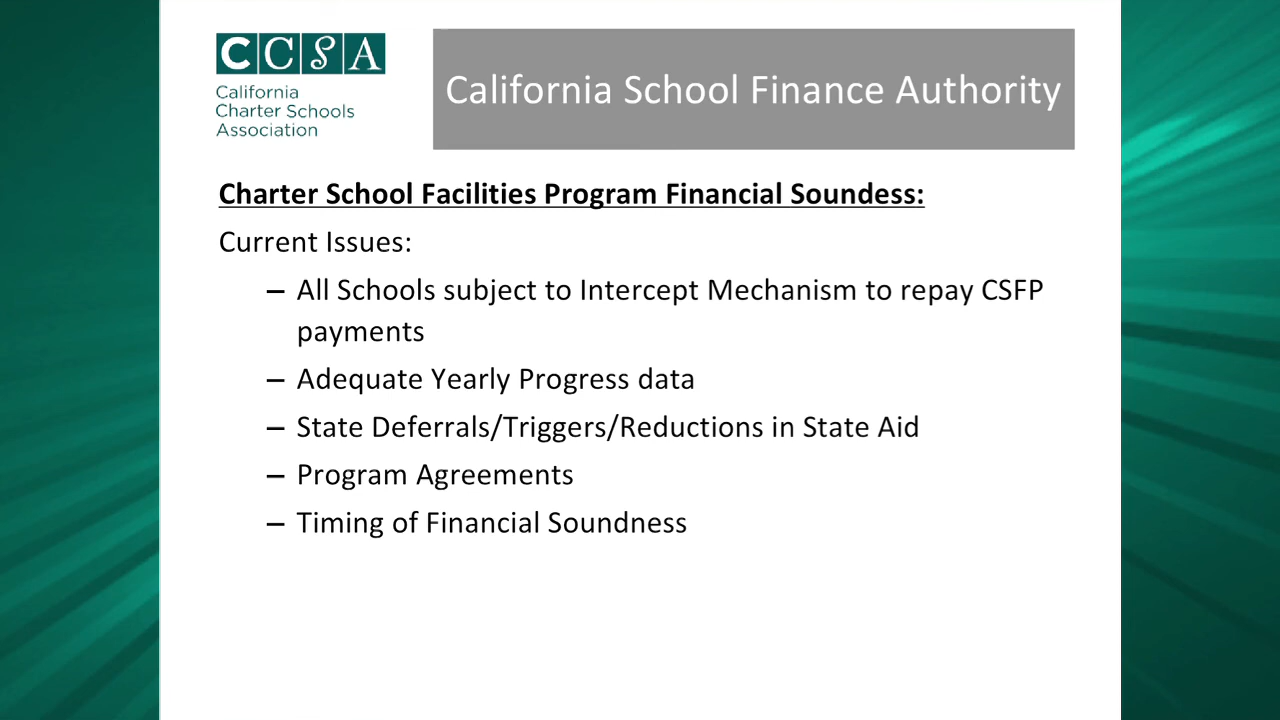 CCSA
California
Charter Schools
Association
California School Finance Authority
Charter School Facilities Program Financial Soundess:
Current Issues:
– All Schools subject to Intercept Mechanism to repay CSFP
payments
– Adequate Yearly Progress data
– State Deferrals/Triggers/Reductions in State Aid
– Program Agreements
– Timing of Financial Soundness